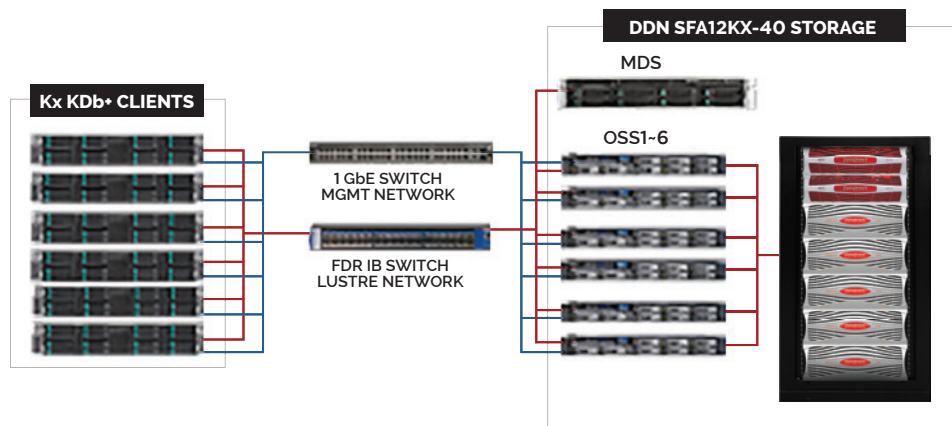 DDN SFA12KX-40 STORAGE
MDS
Kx KDb+ CLIENTS
OSS1~6
1 GbE SWITCH
MGMT NETWORK
FDR IB SWITCH
LUSTRE NETWORK